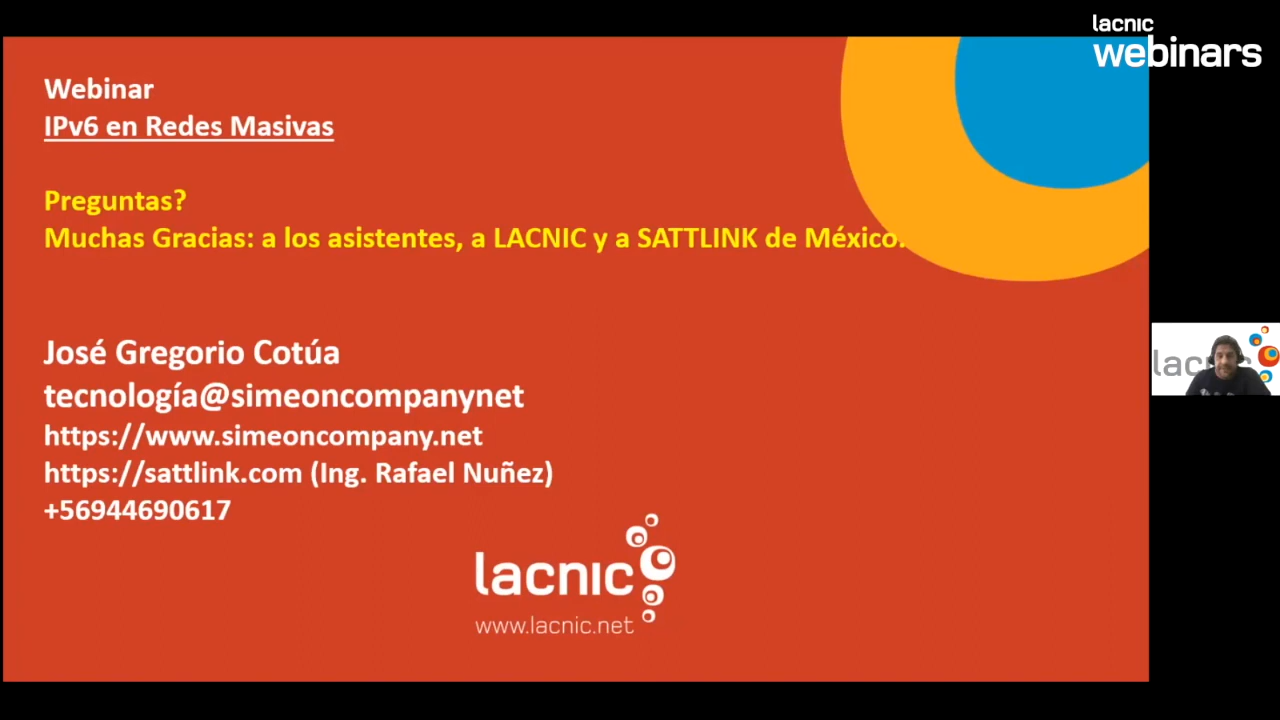 lacnic
webinars
Webinar
IPv6 en Redes Masivas
Preguntas?
Muchas Gracias: a los asistentes, a LACNIC y a SATTLINK de México.
José Gregorio Cotúa
tecnología@simeoncompanynet
https://www.simeoncompany.net
https://sattlink.com (Ing. Rafael Nuñez)
+56944690617
lacnic
www.lacnic.net